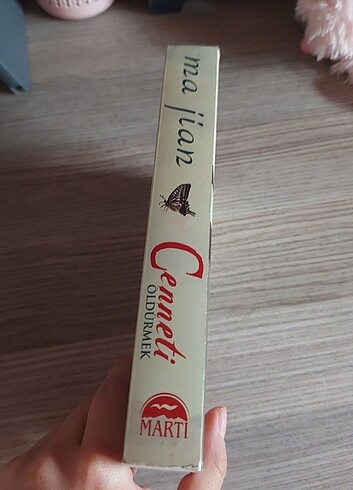 ma jian
Cenneti
ÖLDÜRMEK
MARTI